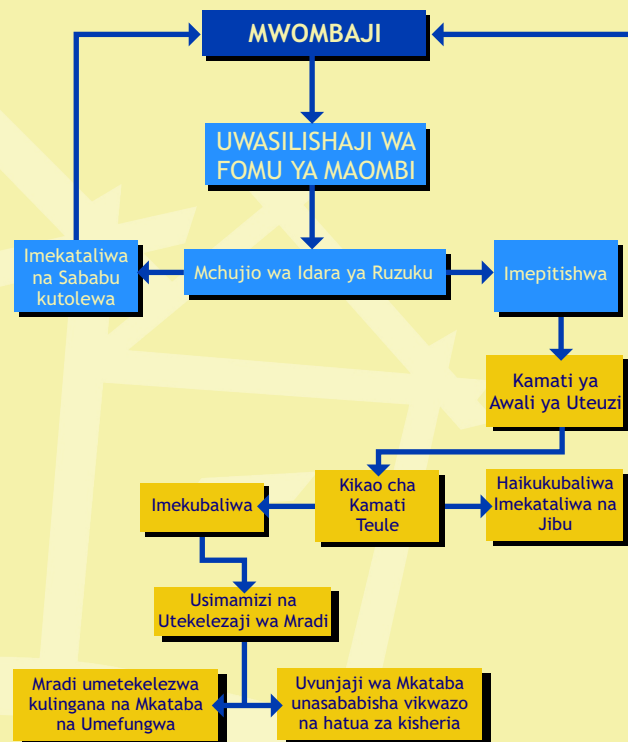 MWOMBAJI
UWASILISHAJI WA
FOMU YA MAOMBI
Imekataliwa
na Sababu
kutolewa
Mchujio wa Idara ya Ruzuku
Imepitishwa
Kamati ya
Awali ya Uteuzi
Imekubaliwa
Kikao cha
Kamati
Teule
Haikukubaliwa
Imekataliwa na
Jibu
Usimamizi na
Utekelezaji wa Mradi
Mradi umetekelezwa
kulingana na Mkataba
na Umefungwa
Uvunjaji wa Mkataba
unasababisha vikwazo
na hatua za kisheria